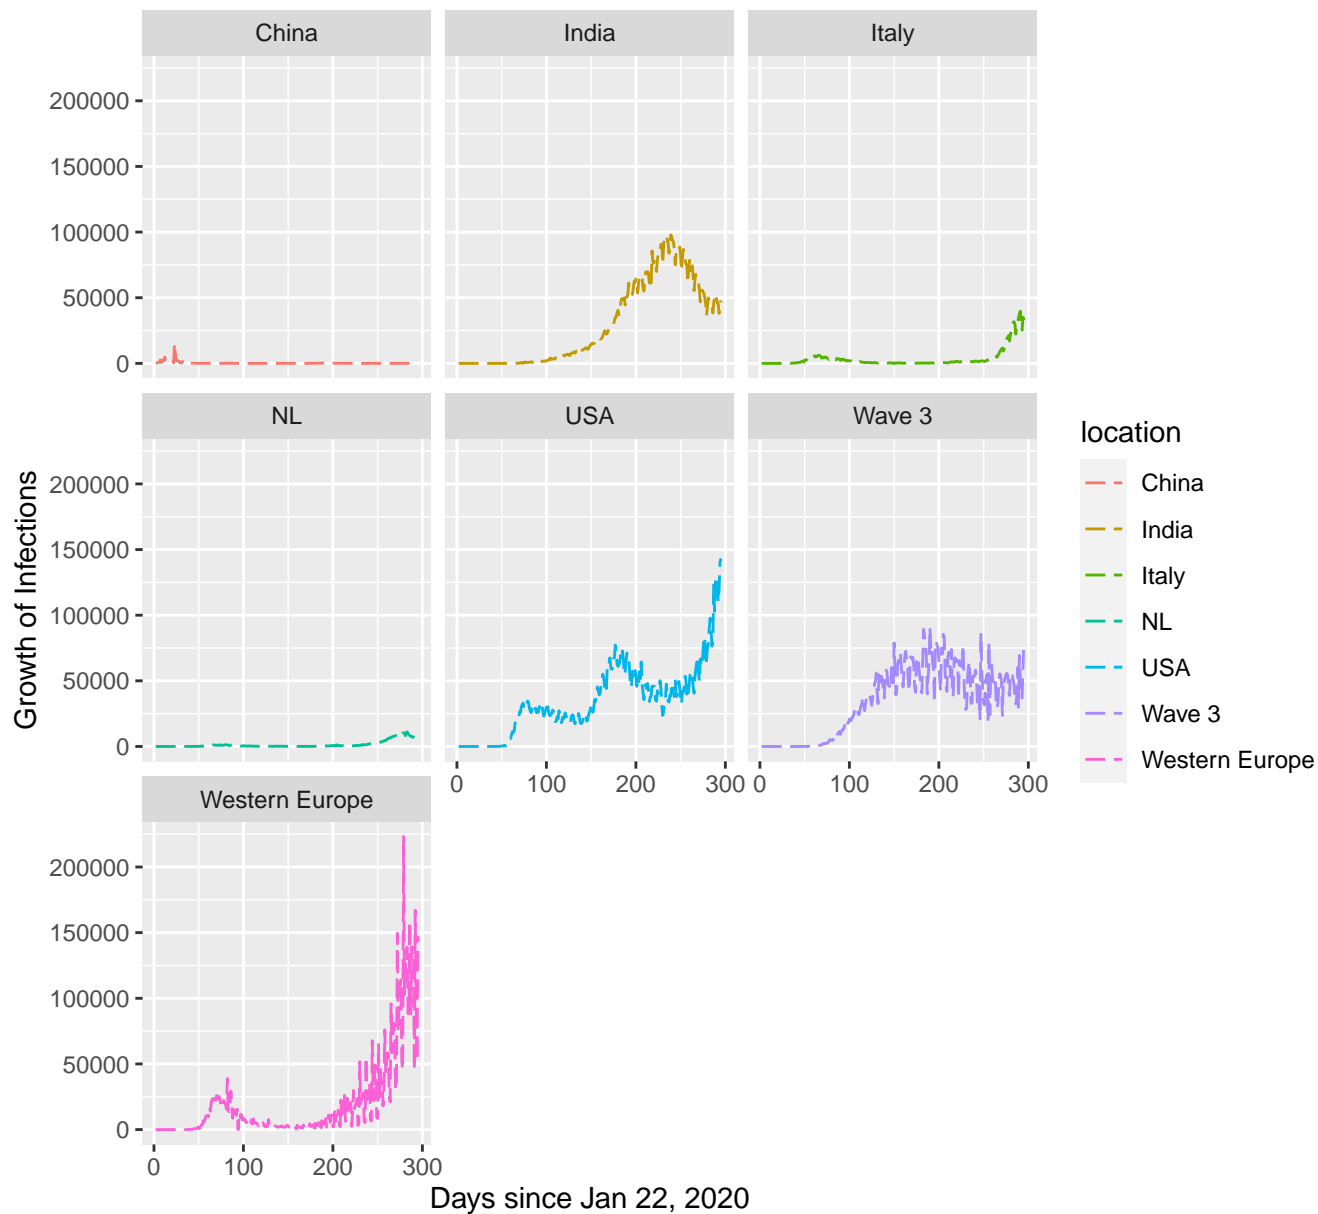 China India Italy
200000
150000
100000
50000
0
NL USA Wave 3
200000
150000
100000
50000
0
0 100 200 300 0 100 200 300
Western Europe
200000
150000
100000
50000
0
0 100 200 300
Days since Jan 22, 2020
Growth of Infections
location
China
India
Italy
NL
USA
Wave 3
Western Europe